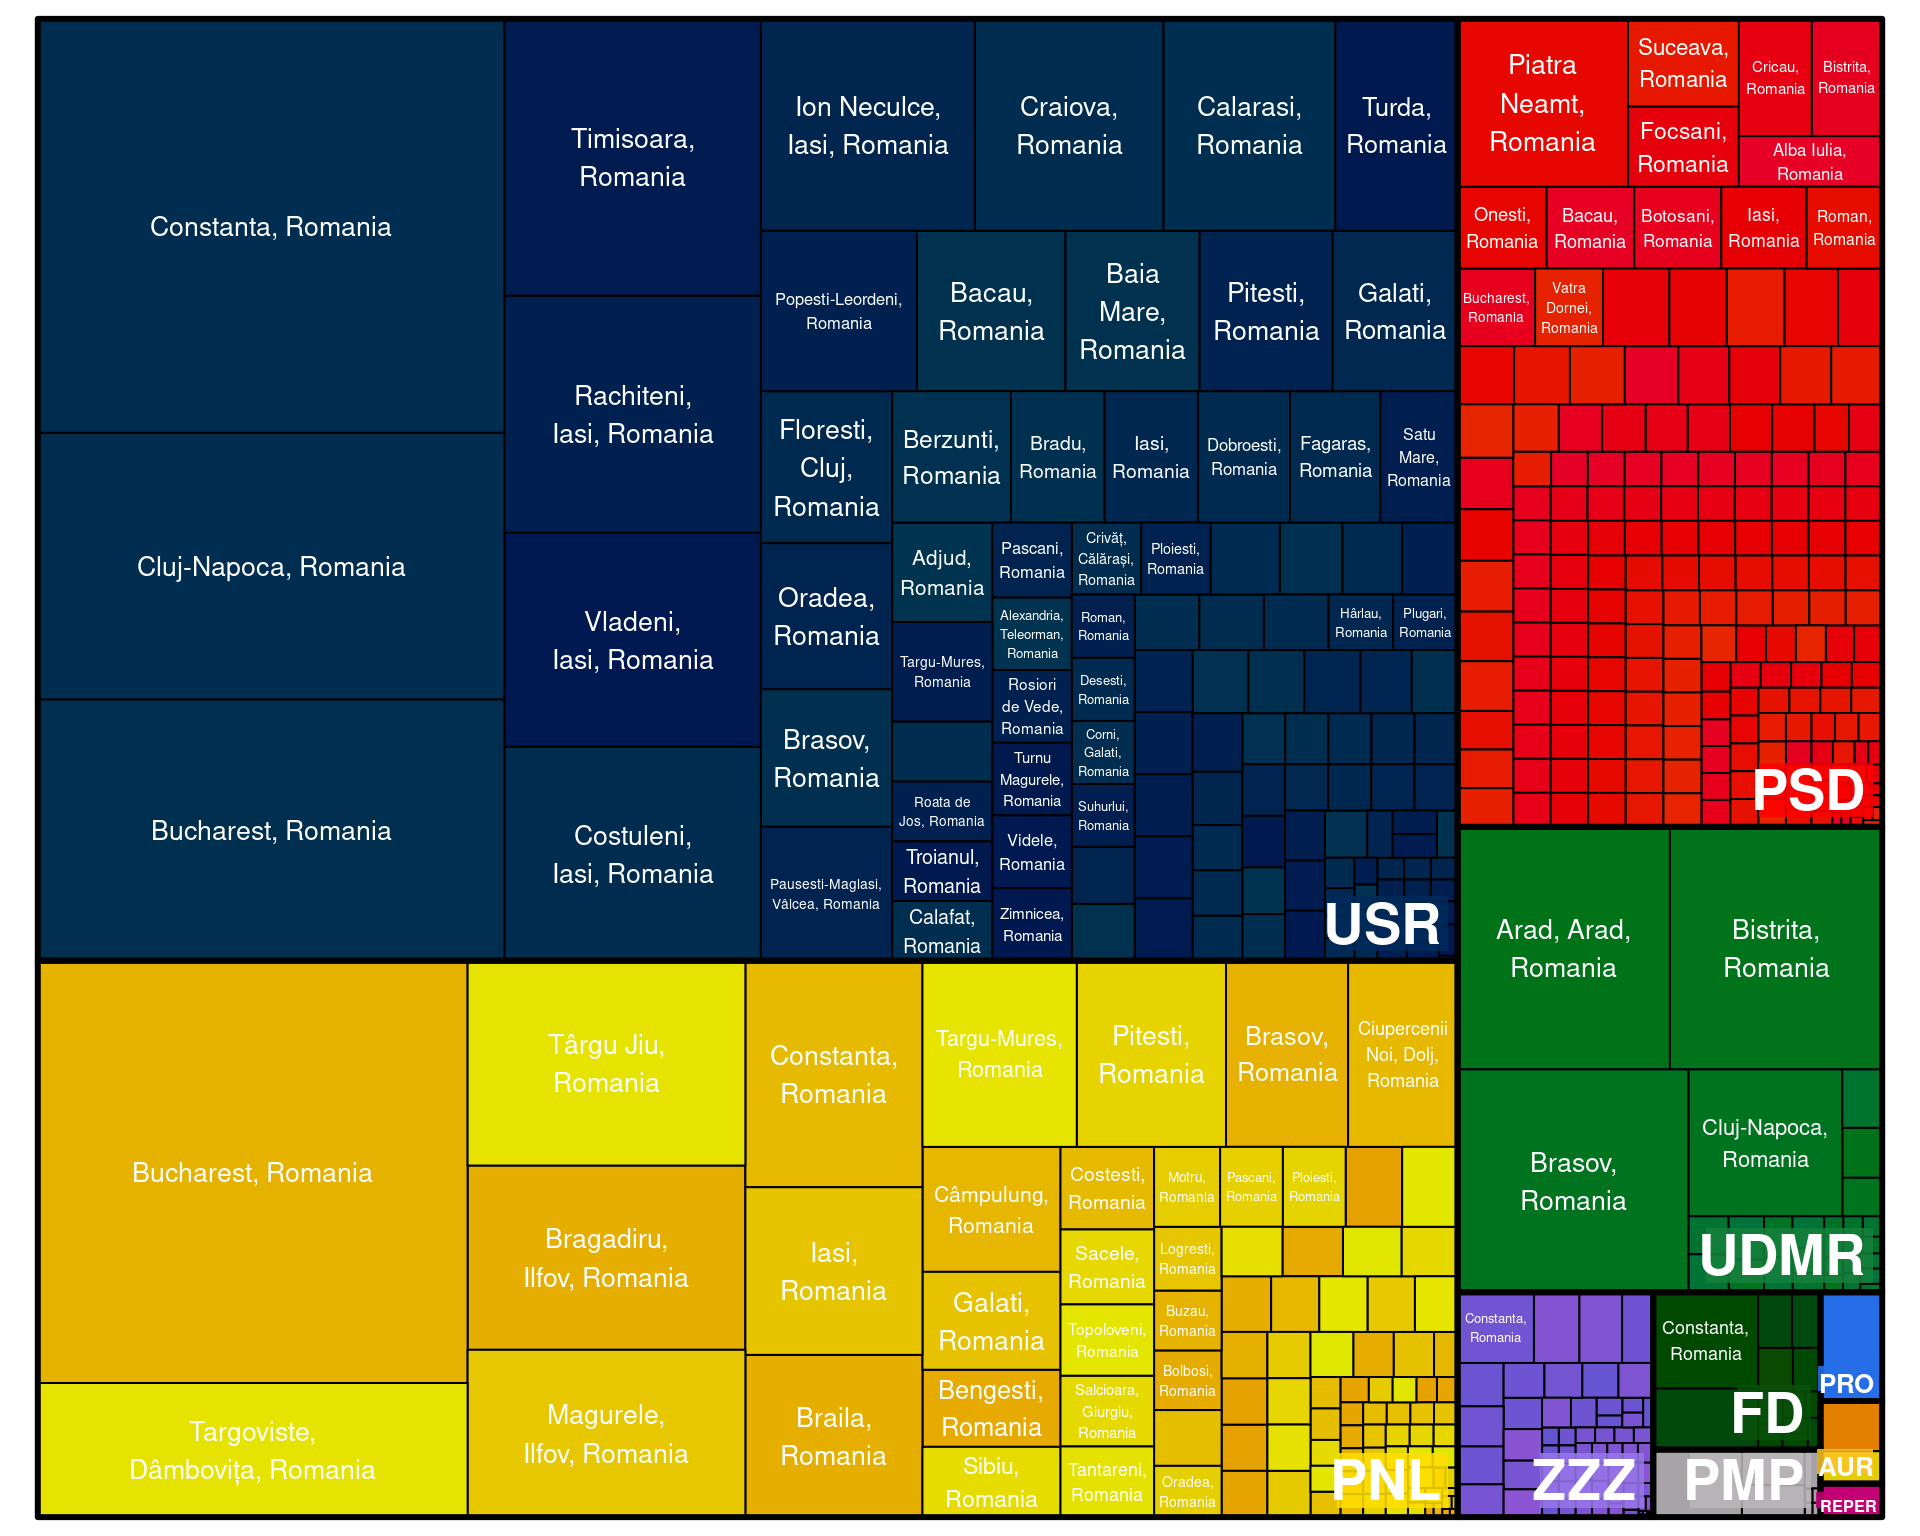 Constanta, Romania
Cluj-Napoca, Romania
Bucharest, Romania
Timisoara,
Romania
Rachiteni,
Iasi, Romania
Vladeni,
Iasi, Romania
Costuleni,
Iasi, Romania
Ion Neculce,
Iasi, Romania
Craiova,
Romania
Calarasi,
Romania
Turda,
Romania
Popesti-Leordeni,
Romania
Bacau,
Romania
Baia
Mare,
Romania
Pitesti,
Romania
Galati,
Romania
Floresti,
Cluj,
Romania
Oradea,
Romania
Brasov,
Romania
Pausesti-Maglasi,
Vâlcea, Romania
Berzunti,
Romania
Bradu,
Romania
Iasi,
Romania
Dobroesti,
Romania
Fagaras,
Romania
Satu
Mare,
Romania
Adjud,
Romania
Targu-Mures,
Romania
Roata de
Jos, Romania
Troianul,
Romania
Calafat,
Romania
Pascani,
Romania
Alexandria,
Teleorman,
Romania
Rosiori
de Vede,
Romania
Turnu
Magurele,
Romania
Videle,
Romania
Zimnicea,
Romania
Crivăț,
Călărași,
Romania
Ploiesti,
Romania
Roman,
Romania
Desesti,
Romania
Corni,
Galati,
Romania
Suhurlui,
Romania
Hârlau,
Romania
Plugari,
Romania
USR
Piatra
Neamt,
Romania
Suceava,
Romania
Focsani,
Romania
Cricau,
Romania
Bistrita,
Romania
Alba Iulia,
Romania
Onesti,
Romania
Bacau,
Romania
Botosani,
Romania
Iasi,
Romania
Roman,
Romania
Bucharest,
Romania
Vatra
Dornei,
Romania
PSD
Bucharest, Romania
Targoviste,
Dâmbovița, Romania
Târgu Jiu,
Romania
Bragadiru,
Ilfov, Romania
Magurele,
Ilfov, Romania
Constanta,
Romania
Iasi,
Romania
Braila,
Romania
Targu-Mures,
Romania
Pitesti,
Romania
Brasov,
Romania
Ciupercenii
Noi, Dolj,
Romania
Câmpulung,
Romania
Galati,
Romania
Bengesti,
Romania
Sibiu,
Romania
Costesti,
Romania
Sacele,
Romania
Topoloveni,
Romania
Salcioara,
Giurgiu,
Romania
Tantareni,
Romania
Motru,
Romania
Pascani,
Romania
Ploiesti,
Romania
Logresti,
Romania
Buzau,
Romania
Bolbosi,
Romania
Oradea,
Romania
PNL
Arad, Arad,
Romania
Bistrita,
Romania
Brasov,
Romania
Cluj-Napoca,
Romania
UDMR
Constanta,
Romania
ZZZ
Constanta,
Romania
FD
PMP
PRO
AUR
REPER